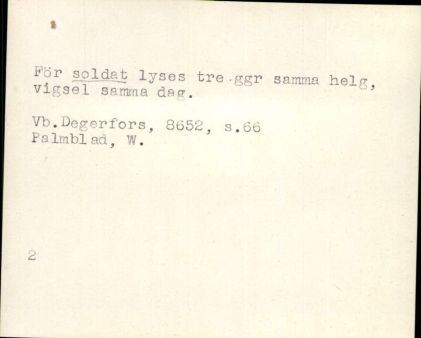 För soldat lyses tre ggr samma helg,
vigsel samma dag.
Vb.Degerfors, 8652, s.66
Palmblad, W.
2